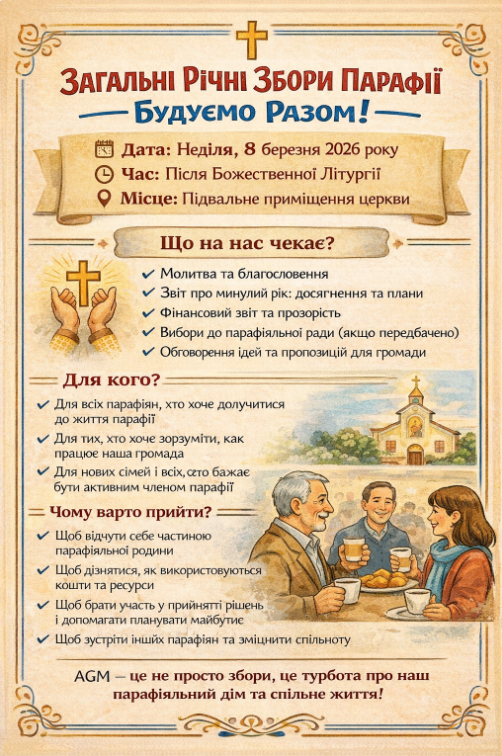 Загальні Річні Збори Парафії
Будуємо Разом!
Дата: Неділя, 8 березня 2026 року
Час: Після Божественної Літургії
Місце: Підвальне приміщення церкви
Що на нас чекає?
Молитва та благословення
Звіт про минулий рік: досягнення та плани
Фінансовий звіт та прозорість
Вибори до парафіяльної ради (якщо передбачено)
Обговорення ідей та пропозицій для громади
Для кого?
Для всіх парафіян, хто хоче долучитися
до життя парафії
Для тих, хто хоче зорзуміти, як
працює наша громада
Для нових сімей і всіх, сето бажає
бути активним членом парафії
Чому варто прийти?
Щоб відчути себе частиною
парафіяльної родини
Щоб дізнятися, як використовуються
кошти та ресурси
Щоб брати участь у прийнятті рішень
і допомагати планувати майбутиє
Щоб зустріти інших парафіян та зміцнити спільноту
AGM – це не просто збори, це турбота про наш
парафіяльний дім та спільне життя!